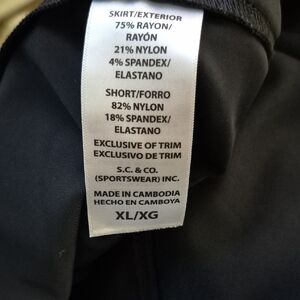 SKIRT/EXTERIOR
75% RAYON/
RAYÓN
21% NYLON
4% SPANDEX/
ELASTANO
SHORT/FORRO
82% NYLON
18% SPANDEX/
ELASTANO
EXCLUSIVE OF TRIM
EXCLUSIVO DE TRIM
S.C. & CO.
(SPORTSWEAR) INC.
MADE IN CAMBODIA
HECHO EN CAMBOYA
XL/XG